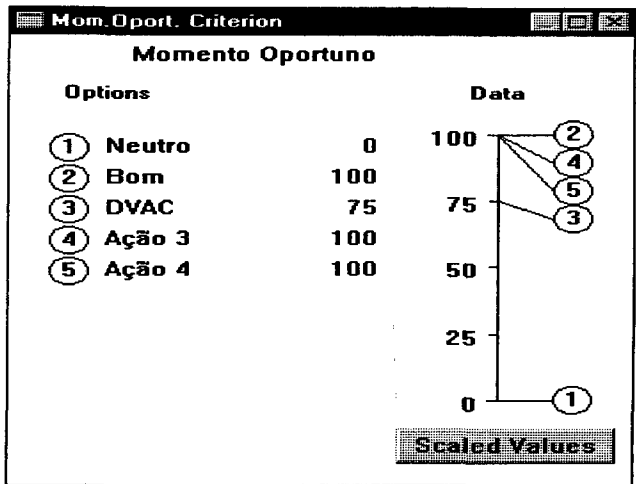 Mom.Oport. Criterion
Momento Oportuno
Options Data
1 Neutro 0
2 Bom 100
3 DVAC 75
4 Ação 3 100
5 Ação 4 100
100 2
4
5
75 3
50
25
0 1
Scaled Values